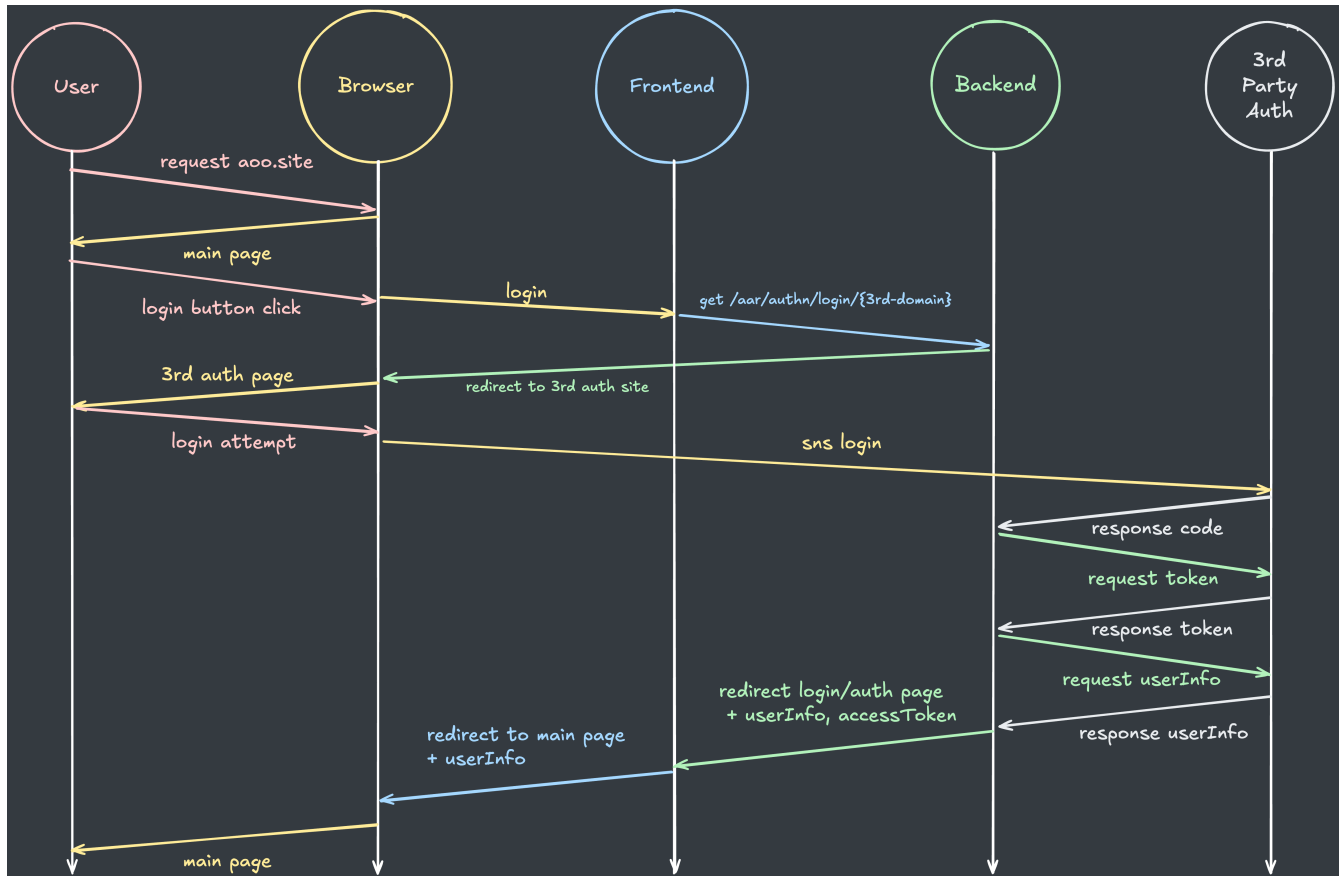 User
Browser
Frontend
Backend
3rd
Party
Auth
request aoo.site
main page
login button click
login
get /aar/authn/login/{3rd-domain}
redirect to 3rd auth site
3rd auth page
login attempt
sns login
response code
request token
response token
request userInfo
response userInfo
redirect login/auth page
+ userInfo, accessToken
redirect to main page
+ userInfo
main page